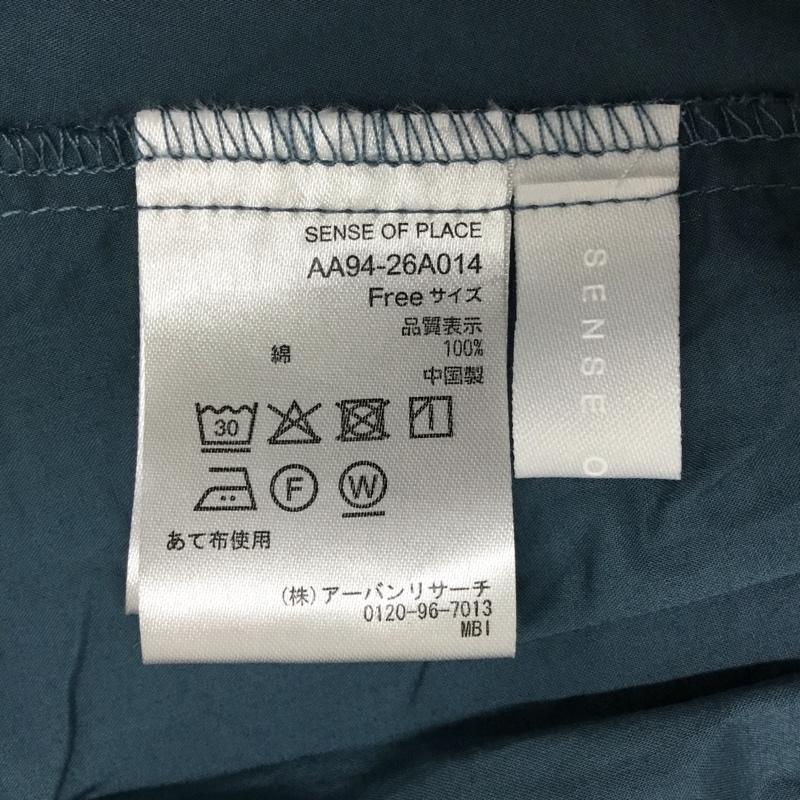 SENSE OF PLACE
AA94-26A014
Free サイズ
品質表示
綿 100%
中国製
30
F W
あて布使用
(株)アーバンリサーチ
0120-96-7013
MBI
SENSE O